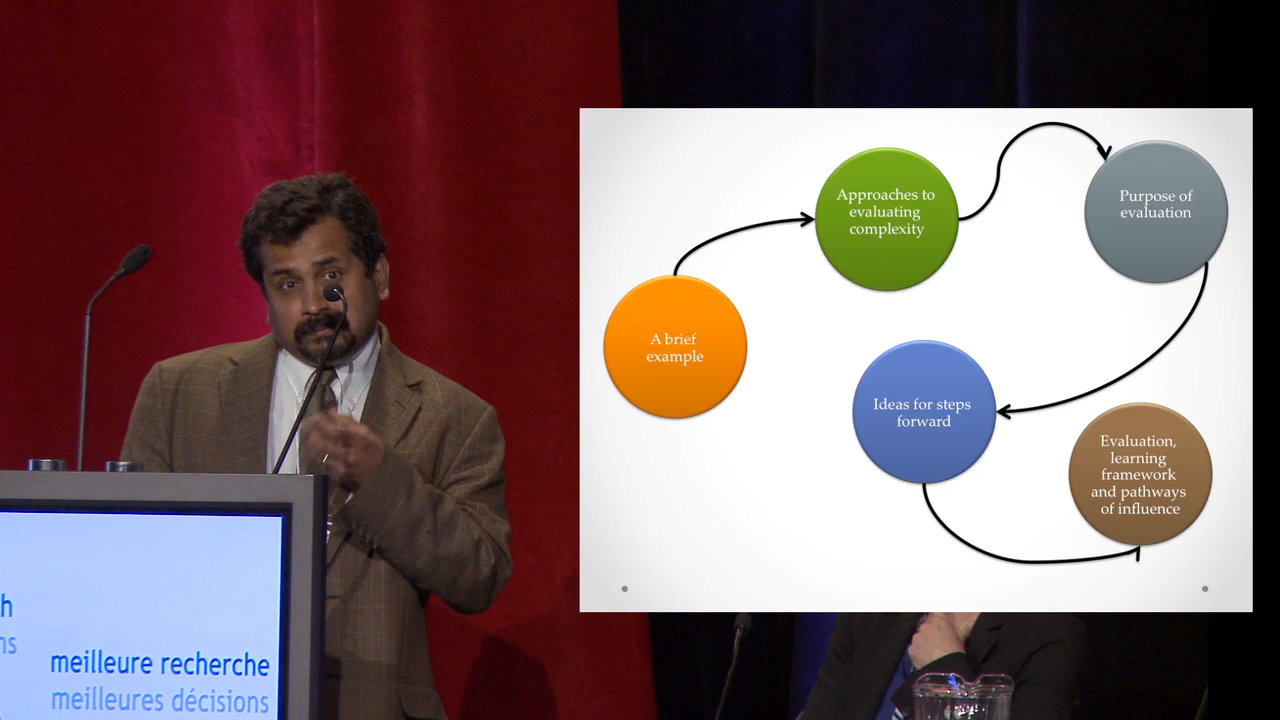 Approaches to
evaluating
complexity
Purpose of
evaluation
A brief
example
Ideas for steps
forward
Evaluation,
learning
framework
and pathways
of influence
h
ns
meilleure recherche
meilleures décisions